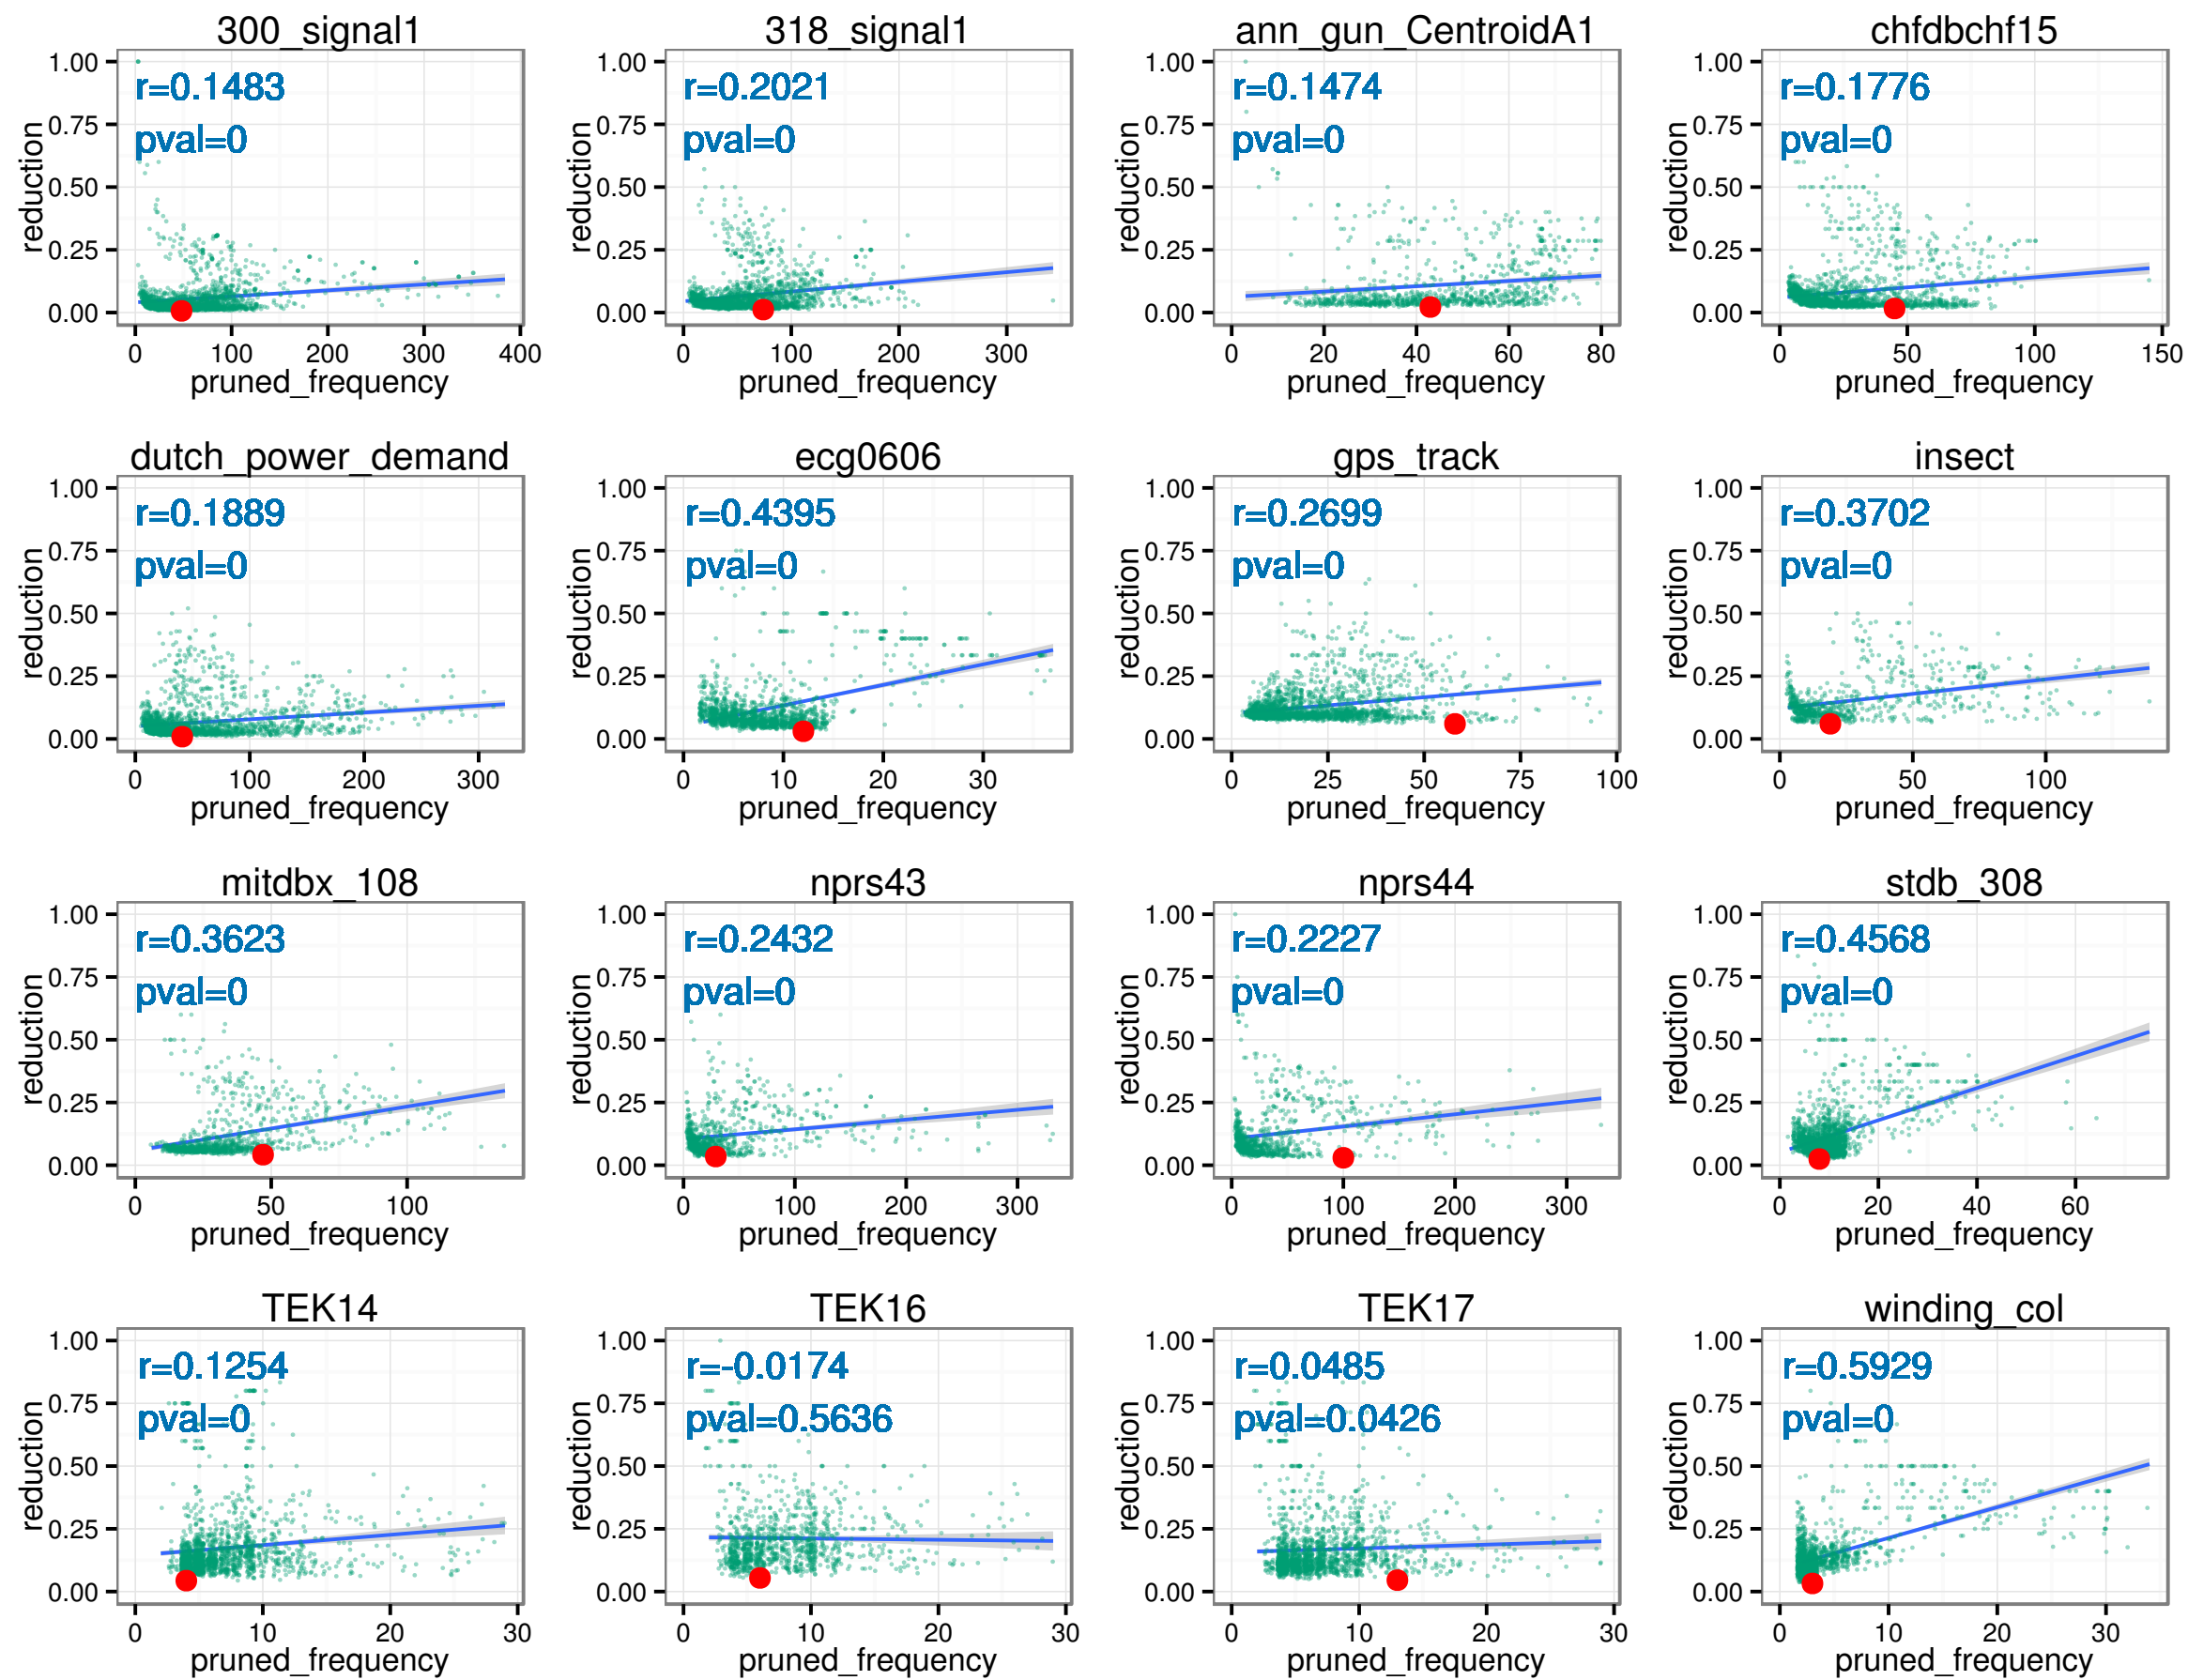 300_signal1
318_signal1
ann_gun_CentroidA1
chfdbchf15
reduction
1.00
0.75
0.50
0.25
0.00
r=0.1483
pval=0
0 100 200 300 400
pruned_frequency
reduction
1.00
0.75
0.50
0.25
0.00
r=0.2021
pval=0
0 100 200 300
pruned_frequency
reduction
1.00
0.75
0.50
0.25
0.00
r=0.1474
pval=0
0 20 40 60 80
pruned_frequency
reduction
1.00
0.75
0.50
0.25
0.00
r=0.1776
pval=0
0 50 100 150
pruned_frequency
dutch_power_demand
ecg0606
gps_track
insect
reduction
1.00
0.75
0.50
0.25
0.00
r=0.1889
pval=0
0 100 200 300
pruned_frequency
reduction
1.00
0.75
0.50
0.25
0.00
r=0.4395
pval=0
0 10 20 30
pruned_frequency
reduction
1.00
0.75
0.50
0.25
0.00
r=0.2699
pval=0
0 25 50 75 100
pruned_frequency
reduction
1.00
0.75
0.50
0.25
0.00
r=0.3702
pval=0
0 50 100
pruned_frequency
mitdbx_108
nprs43
nprs44
stdb_308
reduction
1.00
0.75
0.50
0.25
0.00
r=0.3623
pval=0
0 50 100
pruned_frequency
reduction
1.00
0.75
0.50
0.25
0.00
r=0.2432
pval=0
0 100 200 300
pruned_frequency
reduction
1.00
0.75
0.50
0.25
0.00
r=0.2227
pval=0
0 100 200 300
pruned_frequency
reduction
1.00
0.75
0.50
0.25
0.00
r=0.4568
pval=0
0 20 40 60
pruned_frequency
TEK14
TEK16
TEK17
winding_col
reduction
1.00
0.75
0.50
0.25
0.00
r=0.1254
pval=0
0 10 20 30
pruned_frequency
reduction
1.00
0.75
0.50
0.25
0.00
r=-0.0174
pval=0.5636
0 10 20 30
pruned_frequency
reduction
1.00
0.75
0.50
0.25
0.00
r=0.0485
pval=0.0426
0 10 20 30
pruned_frequency
reduction
1.00
0.75
0.50
0.25
0.00
r=0.5929
pval=0
0 10 20 30
pruned_frequency